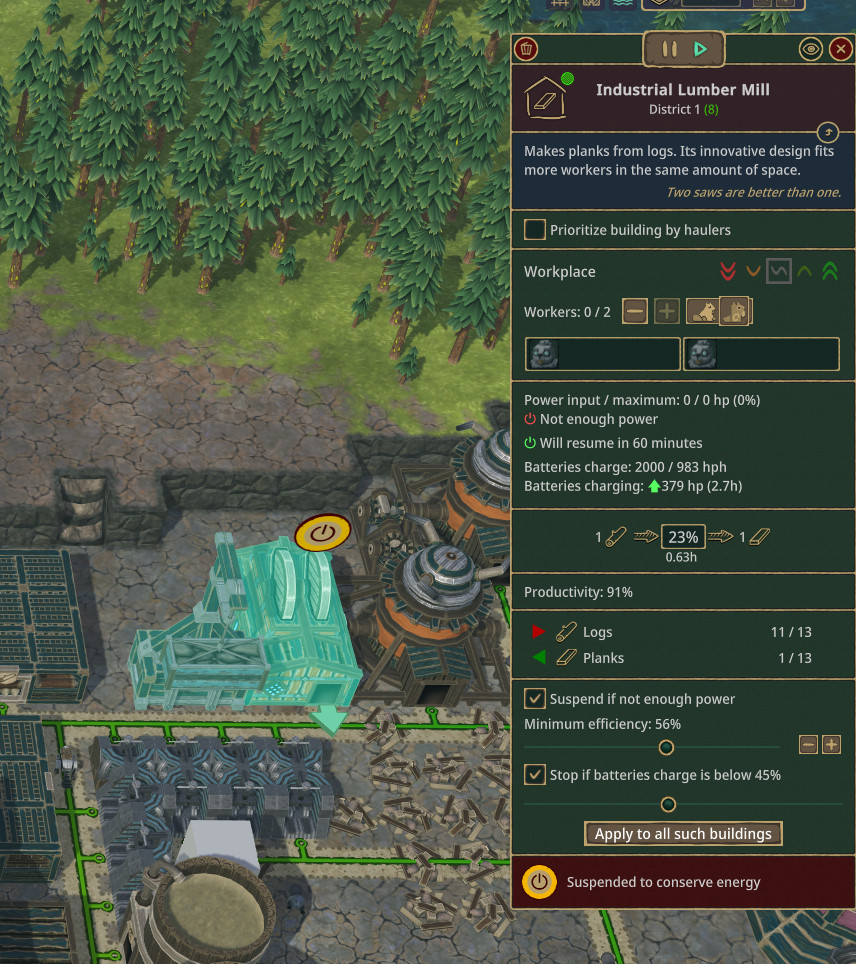 Industrial Lumber Mill
District 1 (8)
Makes planks from logs. Its innovative design fits
more workers in the same amount of space.
Two saws are better than one.
Prioritize building by haulers
Workplace
Workers: 0 / 2
Power input / maximum: 0 / 0 hp (0%)
Not enough power
Will resume in 60 minutes
Batteries charge: 2000 / 983 hph
Batteries charging: 379 hp (2.7h)
1 23% 1
0.63h
Productivity: 91%
Logs 11 / 13
Planks 1 / 13
Suspend if not enough power
Minimum efficiency: 56%
Stop if batteries charge is below 45%
Apply to all such buildings
Suspended to conserve energy